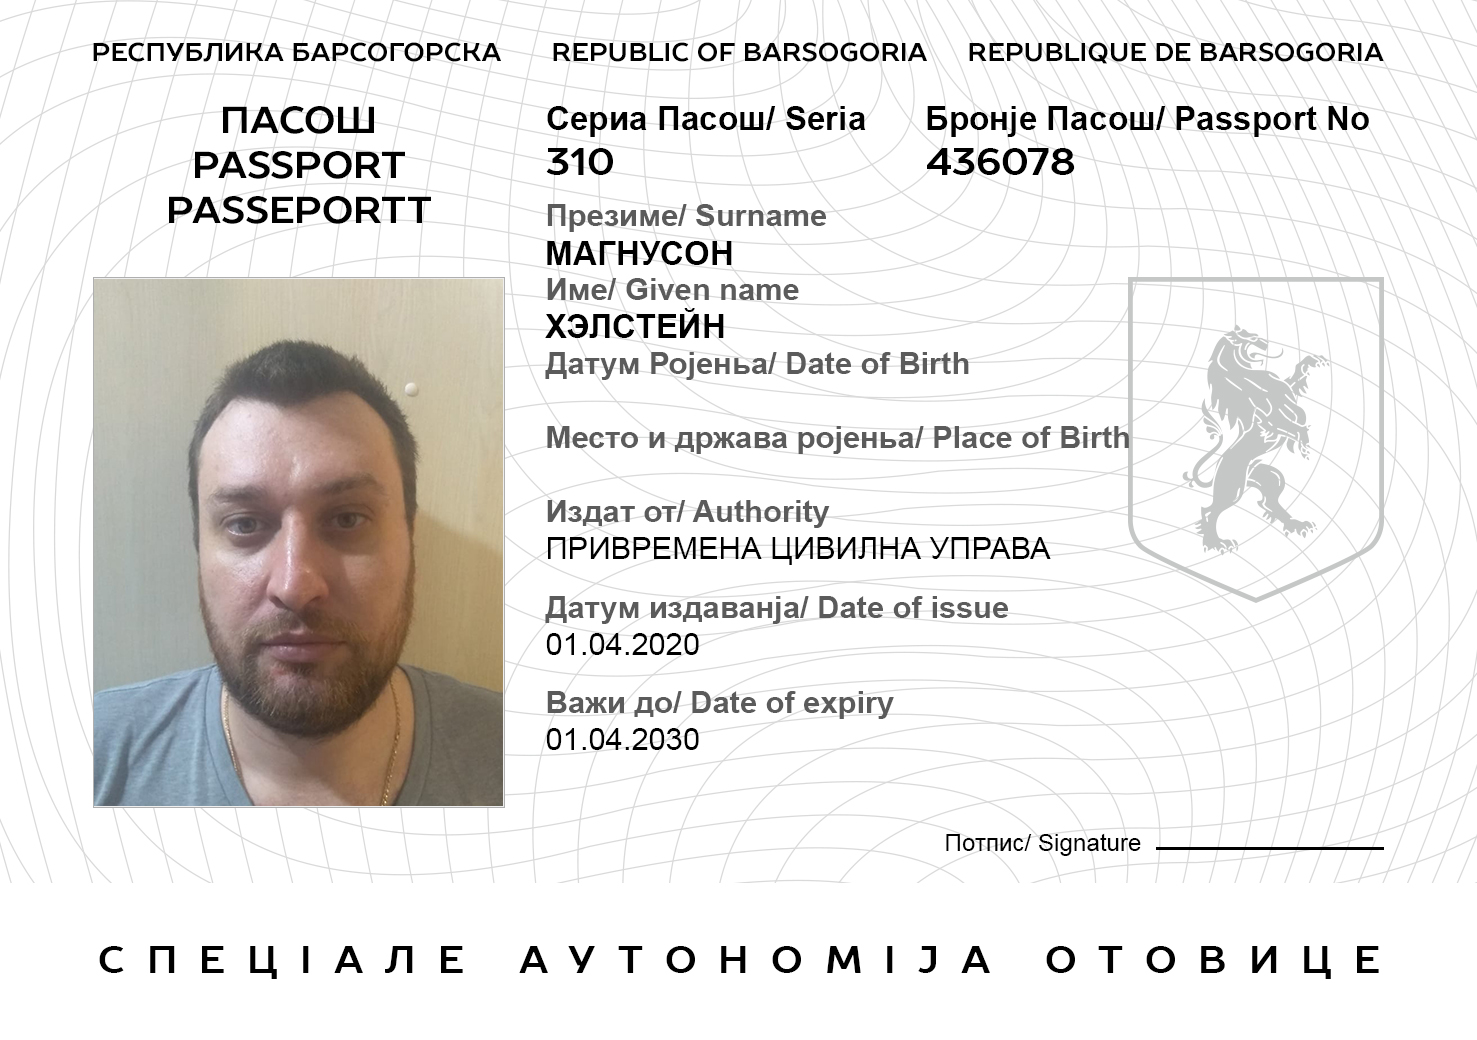 РЕСПУБЛИКА БАРСОГОРСКА REPUBLIC OF BARSOGORIA REPUBLIQUE DE BARSOGORIA
ПАСОШ
PASSPORT
PASSEPORTT
Сериа Пасош/ Seria
310
Бронје Пасош/ Passport No
436078
Презиме/ Surname
МАГНУСОН
Име/ Given name
ХЭЛСТЕЙН
ДатумРојења/ Date of Birth
Место и држава ројења/ Place of Birth
Издат от/ Authority
ПРИВРЕМЕНА ЦИВИЛНА УПРАВА
Датум издаванја/ Date of issue
01.04.2020
Важи до/ Date of expiry
01.04.2030
Потпис/ Signature
СПЕЦІАЛЕ АУТОНОМІЈА ОТОВИЦЕ